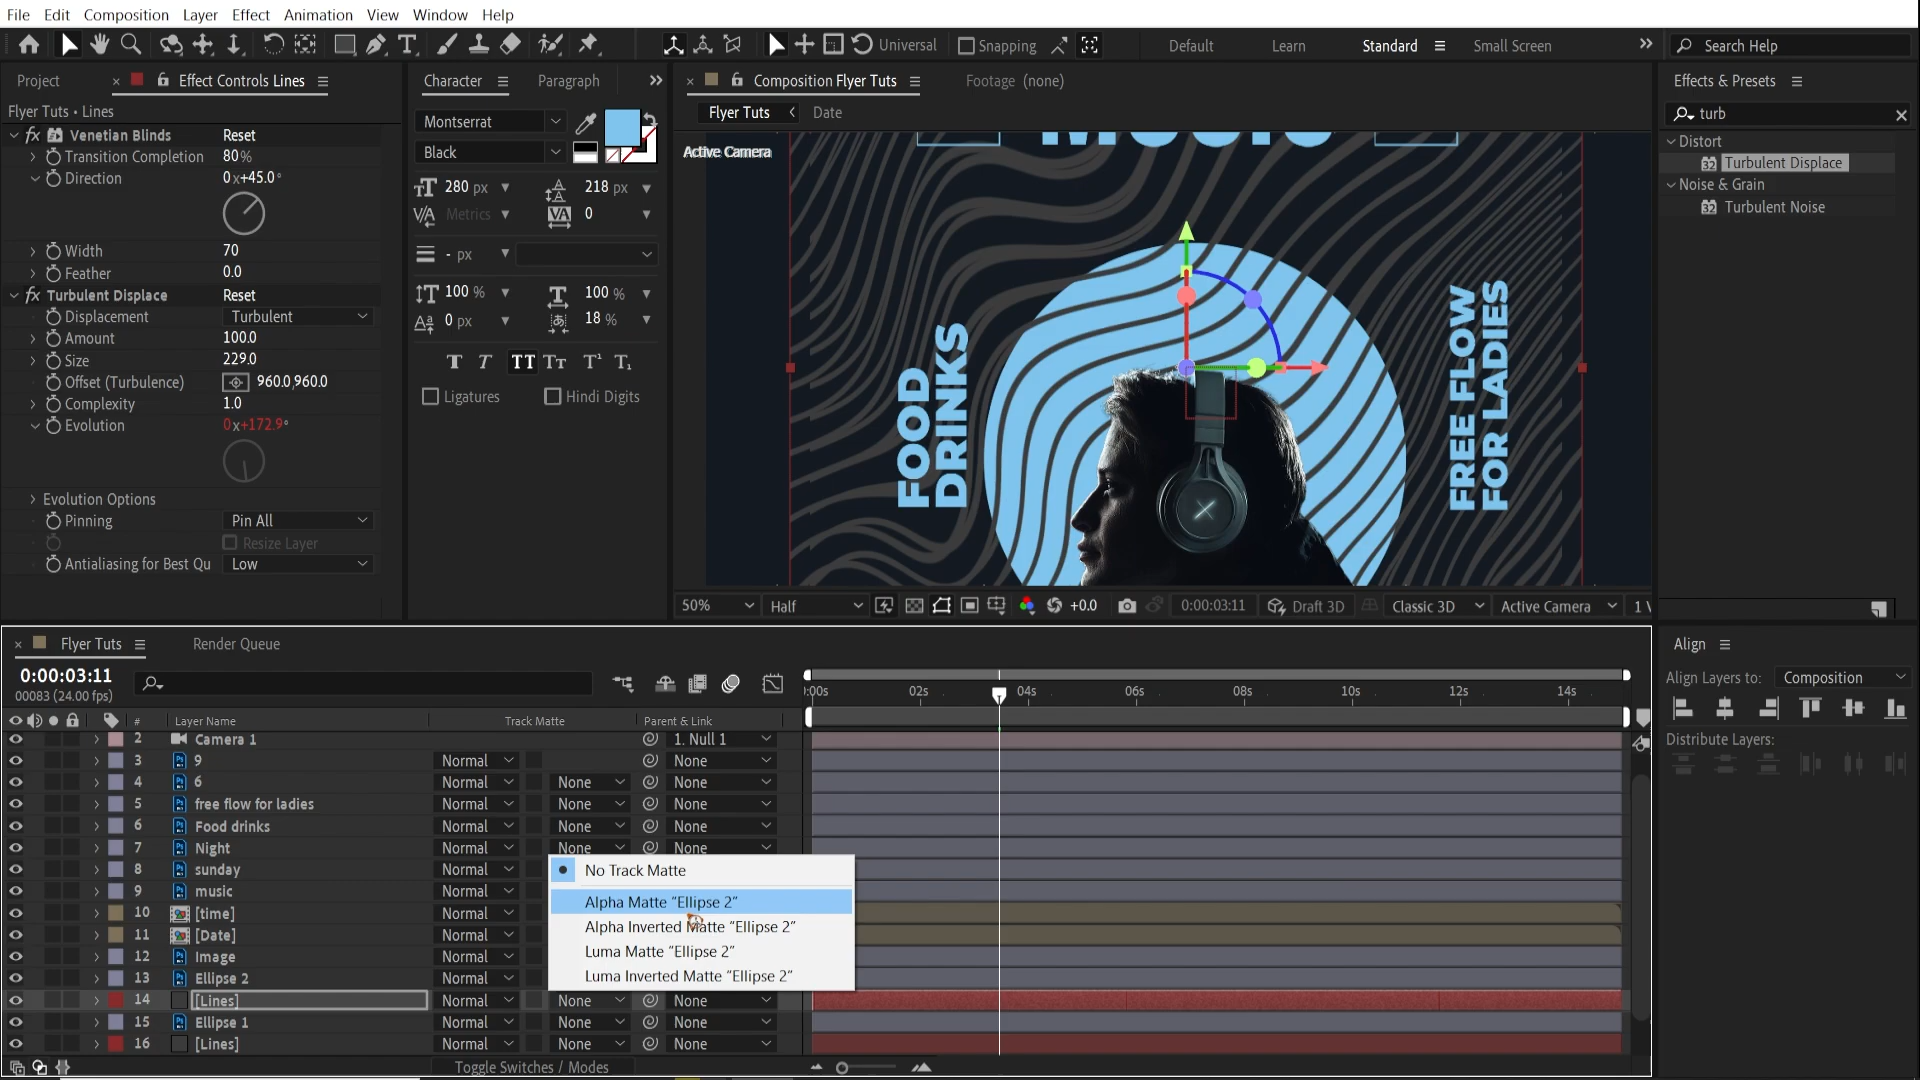 File Edit Composition Layer Effect Animation View Window Help
Universal Snapping Default Learn Standard Small Screen Search Help
Project Effect Controls Lines
Flyer Tuts • Lines
fx Venetian Blinds Reset
Transition Completion 80%
Direction 0x+45.0°
Width 70
Feather 0.0
fx Turbulent Displace Reset
Displacement Turbulent
Amount 100.0
Size 229.0
Offset (Turbulence) 960.0,960.0
Complexity 1.0
Evolution 0x+172.9°
Evolution Options
Pinning Pin All
Resize Layer
Antialiasing for Best Qu Low
Character Paragraph
Montserrat
Black
280 px 218 px
Metrics 0
- px
100 % 100 %
0 px 18 %
Ligatures Hindi Digits
Composition Flyer Tuts Footage (none)
Flyer Tuts Date
Active Camera
FOOD
DRINKS
FREE FLOW
FOR LADIES
50% Half +0.0 0:00:03:11 Draft 3D Classic 3D Active Camera 1 V
Effects & Presets
turb
Distort
32 Turbulent Displace
Noise & Grain
32 Turbulent Noise
Flyer Tuts Render Queue
0:00:03:11
00083 (24.00 fps)
:00s 02s 04s 06s 08s 10s 12s 14s
# Layer Name Track Matte Parent & Link
2 Camera 1 1. Null 1
3 9 Normal None
4 6 Normal None None
5 free flow for ladies Normal None None
6 Food drinks Normal None None
7 Night Normal None None
8 sunday Normal
9 music Normal
10 [time] Normal
11 [Date] Normal
12 Image Normal
13 Ellipse 2 Normal
14 [Lines] Normal None None
15 Ellipse 1 Normal None None
16 [Lines] Normal None None
No Track Matte
Alpha Matte "Ellipse 2"
Alpha Inverted Matte "Ellipse 2"
Luma Matte "Ellipse 2"
Luma Inverted Matte "Ellipse 2"
Toggle Switches / Modes
Align
Align Layers to: Composition
Distribute Layers: